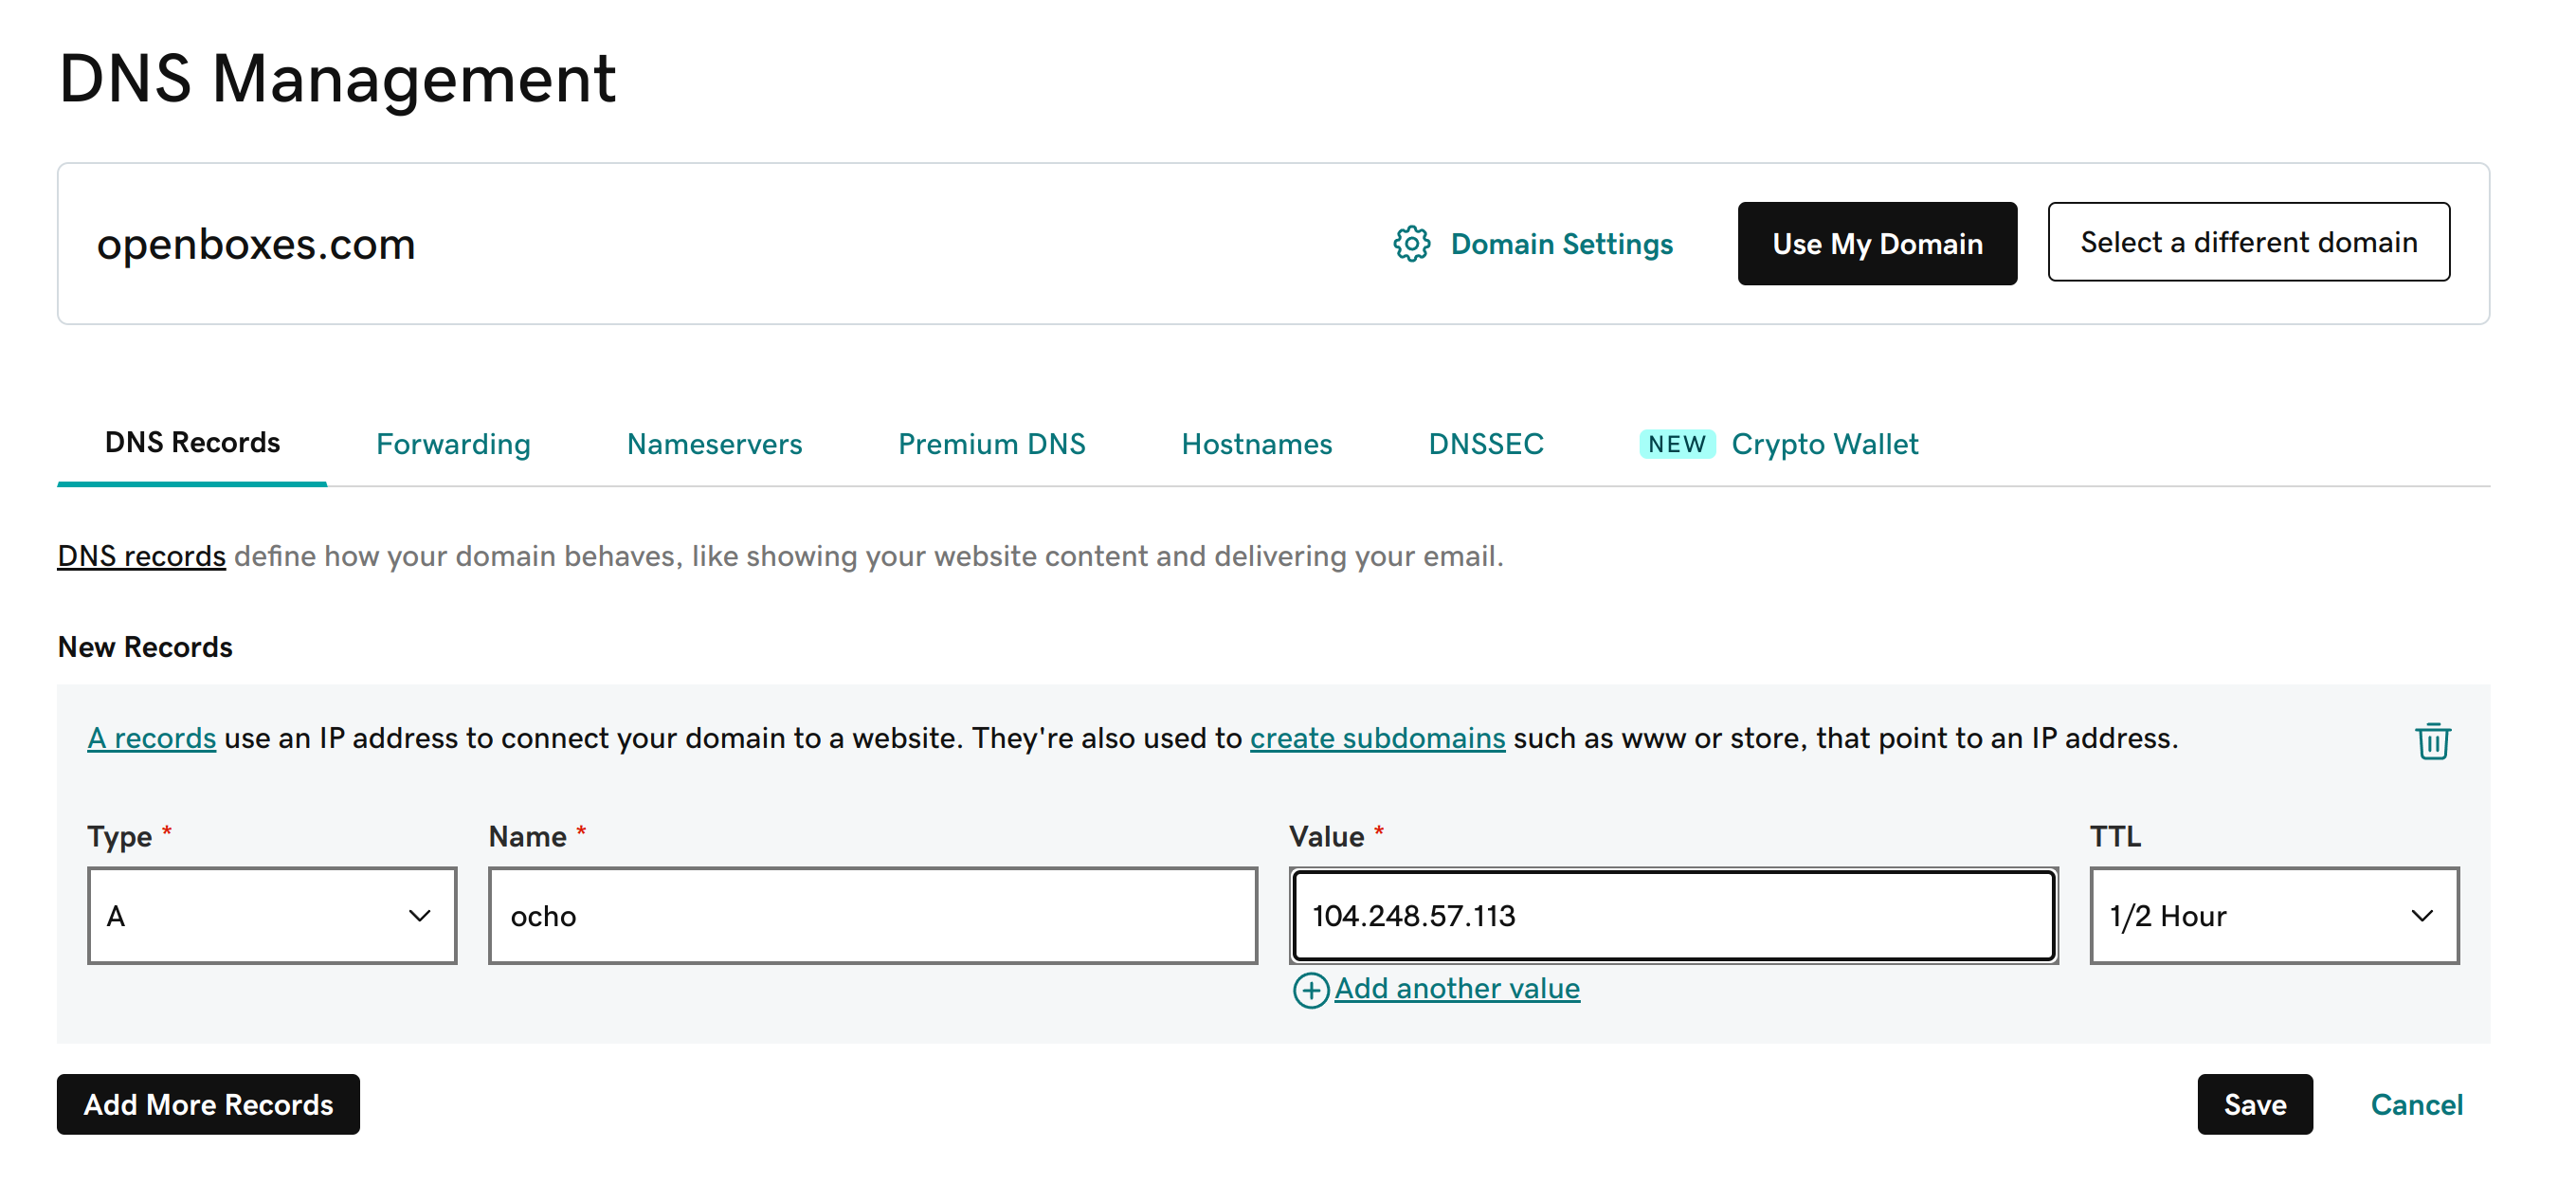 DNS Management
openboxes.com
Domain Settings
Use My Domain
Select a different domain
DNS Records
Forwarding
Nameservers
Premium DNS
Hostnames
DNSSEC
NEW Crypto Wallet
DNS records define how your domain behaves, like showing your website content and delivering your email.
New Records
A records use an IP address to connect your domain to a website. They're also used to create subdomains such as www or store, that point to an IP address.
Type *
Name *
Value *
TTL
A
ocho
104.248.57.113
1/2 Hour
Add another value
Add More Records
Save
Cancel